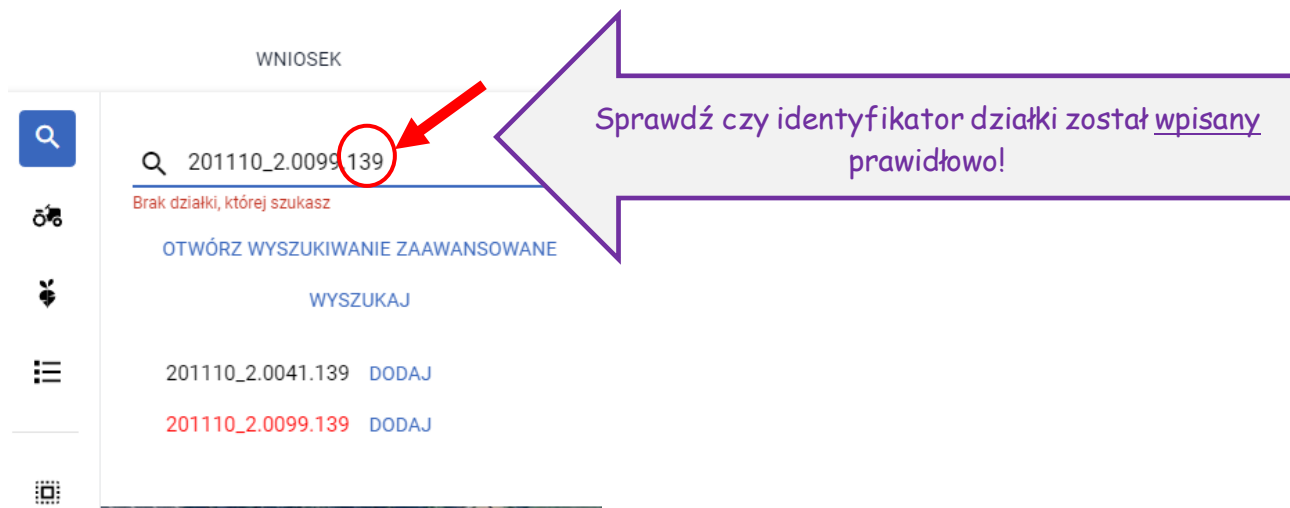 WNIOSEK
Sprawdź czy identyfikator działki został wpisany
prawidłowo!
201110_2.0099.139
Brak działki, której szukasz
OTWÓRZ WYSZUKIWANIE ZAAWANSOWANE
WYSZUKAJ
201110_2.0041.139 DODAJ
201110_2.0099.139 DODAJ